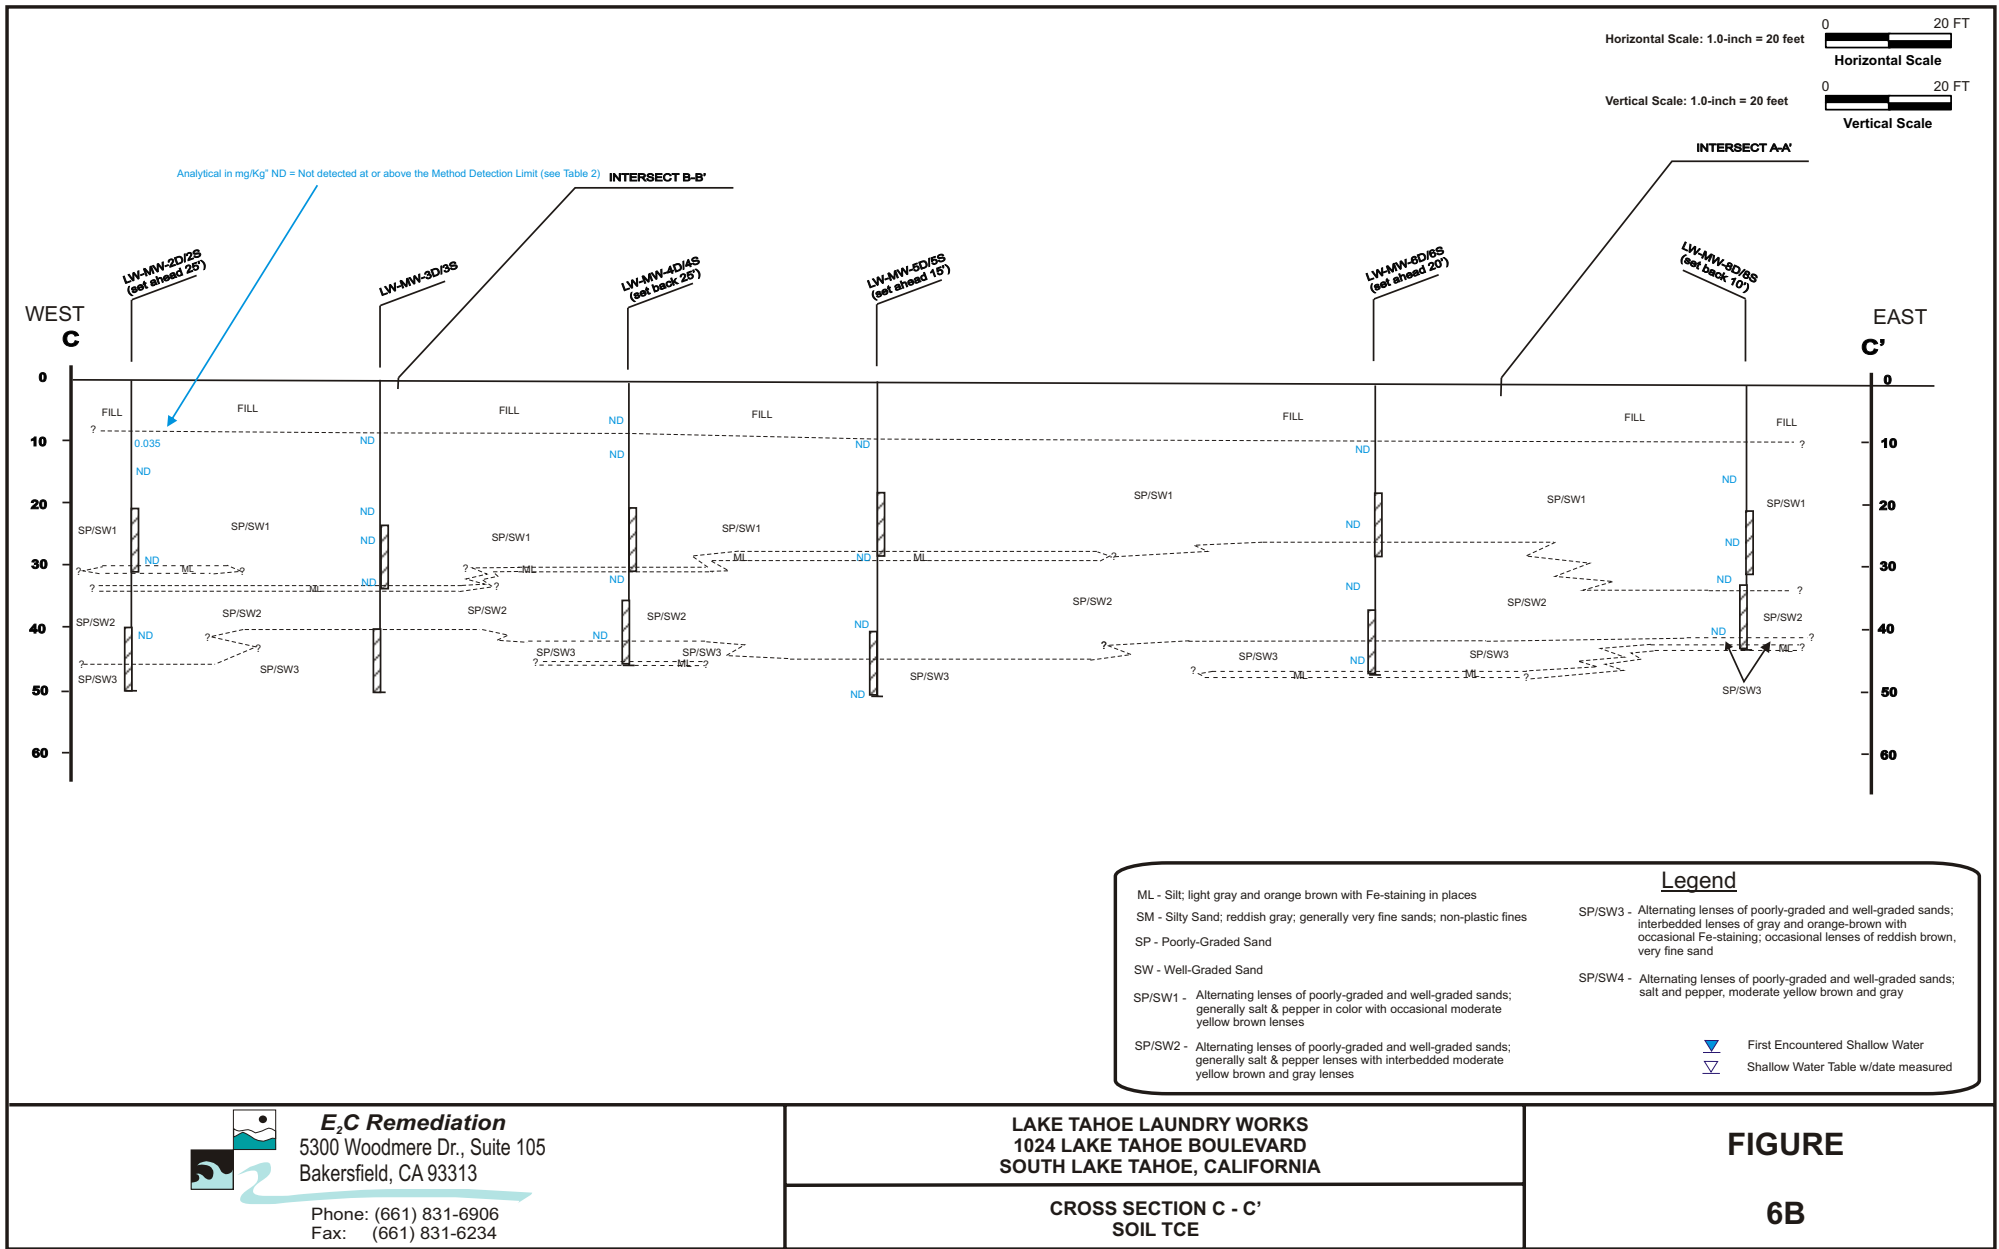 0 20 FT
Horizontal Scale: 1.0-inch = 20 feet
Horizontal Scale
0 20 FT
Vertical Scale: 1.0-inch = 20 feet
Vertical Scale
INTERSECT A-A'
Analytical in mg/Kg" ND = Not detected at or above the Method Detection Limit (see Table 2)
INTERSECT B-B'
LW-MW-2D/2S
(set ahead 25')
LW-MW-3D/3S
LW-MW-4D/4S
(set back 25')
LW-MW-5D/5S
(set ahead 15')
LW-MW-6D/6S
(set ahead 20')
LW-MW-8D/8S
(set back 10')
WEST
C
EAST
C’
0 0
FILL FILL FILL ND FILL FILL FILL FILL
? ?
10 0.035 ND ND ND ND 10
ND ND
SP/SW1 SP/SW1 SP/SW1
20 ND 20
SP/SW1 SP/SW1 SP/SW1 SP/SW1 ND
ND ND
ND ML ND ML ?
30 ? ML ? ? ML 30
? ML ND ? ND ND ND ?
SP/SW2 SP/SW2 SP/SW2 SP/SW2 SP/SW2 SP/SW2 SP/SW2
40 ND ? ND ND ND ? 40
? ? SP/SW3 SP/SW3 ? SP/SW3 SP/SW3 ML ?
? SP/SW3 ? ML ? ND
SP/SW3 SP/SW3 ? ML ML ?
50 ND SP/SW3 50
60 60
Legend
ML - Silt; light gray and orange brown with Fe-staining in places
SM - Silty Sand; reddish gray; generally very fine sands; non-plastic fines
SP - Poorly-Graded Sand
SW - Well-Graded Sand
SP/SW1 - Alternating lenses of poorly-graded and well-graded sands;
generally salt & pepper in color with occasional moderate
yellow brown lenses
SP/SW2 - Alternating lenses of poorly-graded and well-graded sands;
generally salt & pepper lenses with interbedded moderate
yellow brown and gray lenses
SP/SW3 - Alternating lenses of poorly-graded and well-graded sands;
interbedded lenses of gray and orange-brown with
occasional Fe-staining; occasional lenses of reddish brown,
very fine sand
SP/SW4 - Alternating lenses of poorly-graded and well-graded sands;
salt and pepper, moderate yellow brown and gray
First Encountered Shallow Water
Shallow Water Table w/date measured
E2C Remediation
5300 Woodmere Dr., Suite 105
Bakersfield, CA 93313
Phone: (661) 831-6906
Fax: (661) 831-6234
LAKE TAHOE LAUNDRY WORKS
1024 LAKE TAHOE BOULEVARD
SOUTH LAKE TAHOE, CALIFORNIA
CROSS SECTION C - C’
SOIL TCE
FIGURE
6B